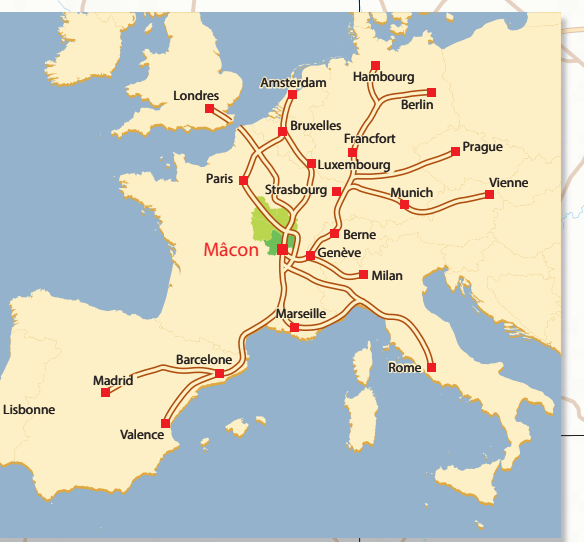 Hambourg
Amsterdam
Londres
Berlin
Bruxelles
Francfort
Prague
Luxembourg
Paris
Strasbourg
Munich
Vienne
Berne
Mâcon
Genève
Milan
Marseille
Barcelone
Rome
Madrid
Lisbonne
Valence